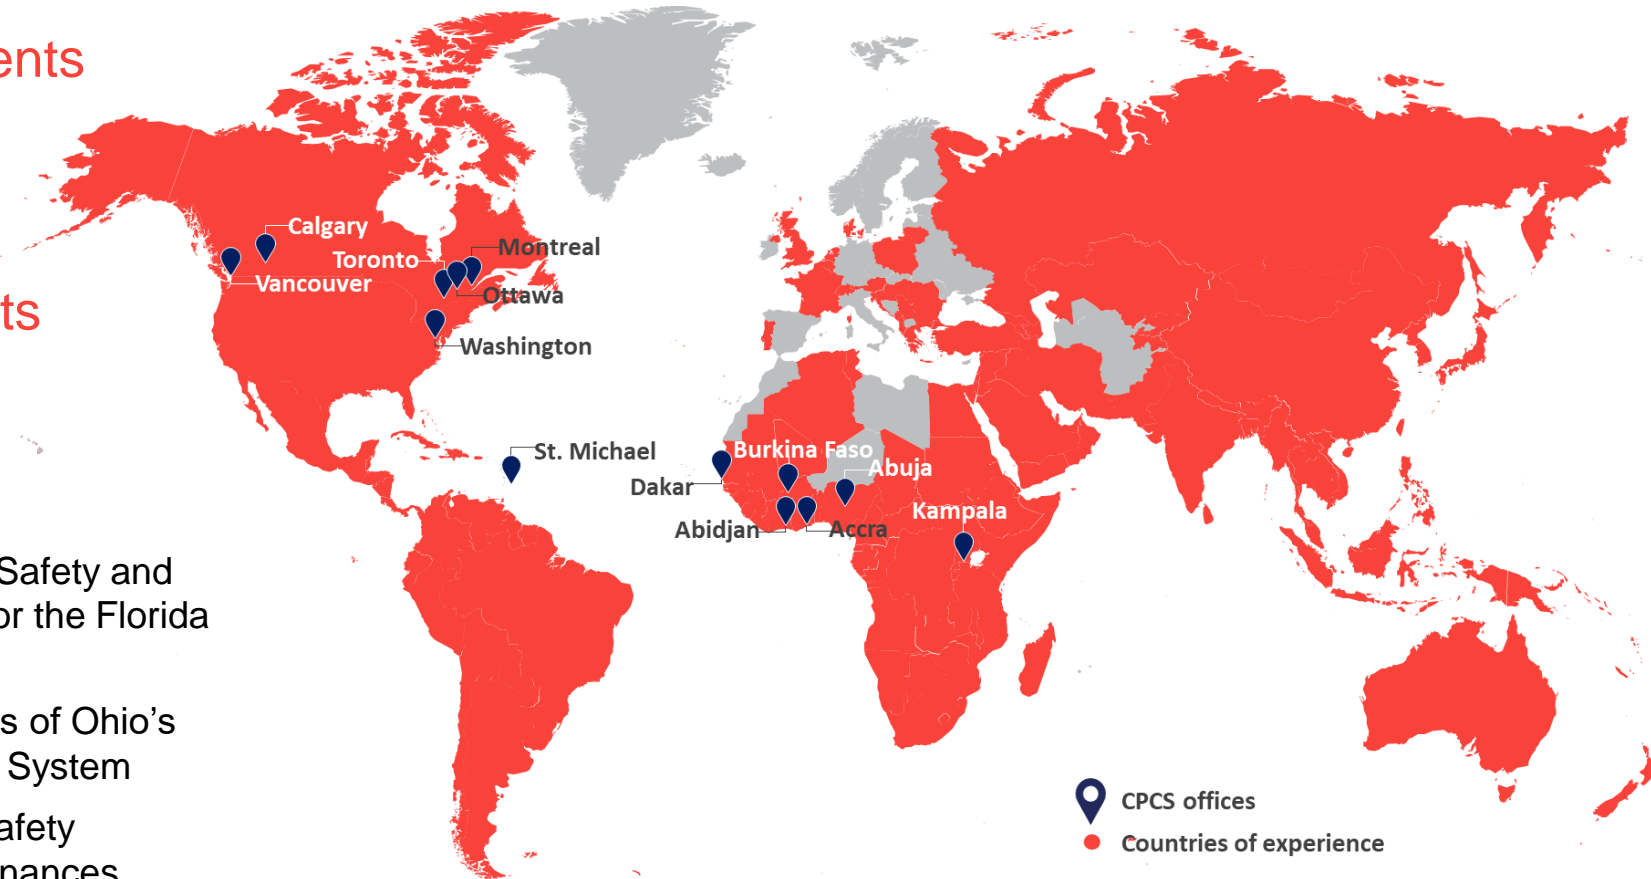 ents
ts
Safety and
or the Florida
s of Ohio’s
System
afety
nances
Calgary
Vancouver
Toronto
Montreal
Ottawa
Washington
St. Michael
Dakar
Burkina Faso
Abuja
Abidjan
Accra
Kampala
CPCS offices
Countries of experience